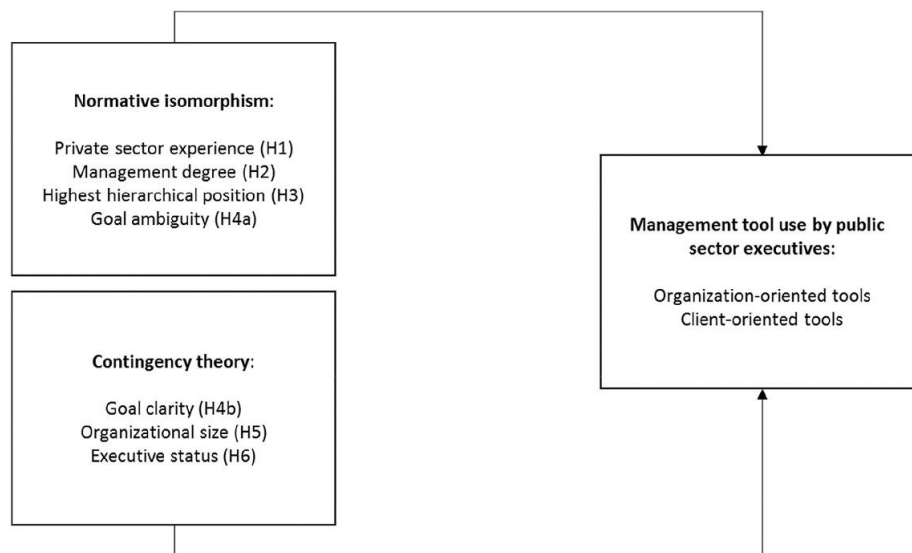 Normative isomorphism:
Private sector experience (H1)
Management degree (H2)
Highest hierarchical position (H3)
Goal ambiguity (H4a)
Contingency theory:
Goal clarity (H4b)
Organizational size (H5)
Executive status (H6)
Management tool use by public
sector executives:
Organization-oriented tools
Client-oriented tools